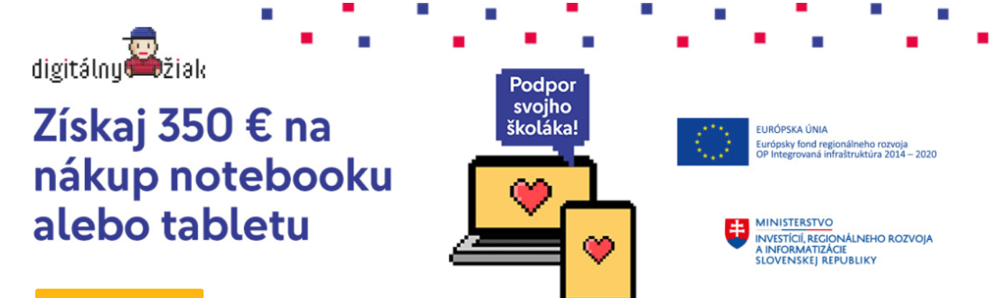 digitálny žiak
Získaj 350 € na
nákup notebooku
alebo tabletu
Podpor
svojho
školáka!
EURÓPSKA ÚNIA
Európsky fond regionálneho rozvoja
OP Integrovaná infraštruktúra 2014 – 2020
MINISTERSTVO
INVESTÍCIÍ, REGIONÁLNEHO ROZVOJA
A INFORMATIZÁCIE
SLOVENSKEJ REPUBLIKY